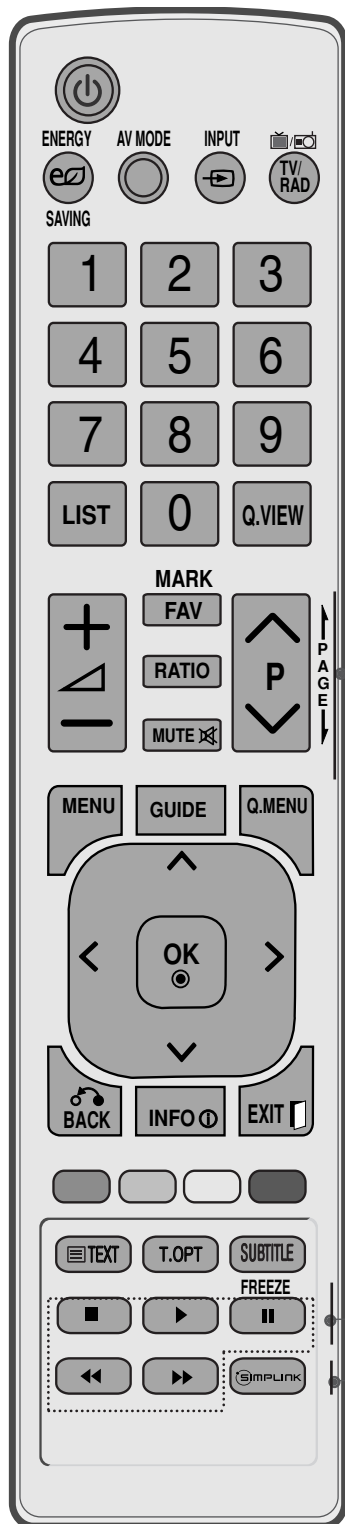 ENERGY AV MODE INPUT
TV/
RAD
SAVING
1 2 3
4 5 6
7 8 9
LIST 0 Q.VIEW
MARK
FAV
RATIO P
MUTE
PAGE
MENU GUIDE Q.MENU
OK
BACK INFO EXIT
TEXT T.OPT SUBTITLE
FREEZE
SIMPLINK